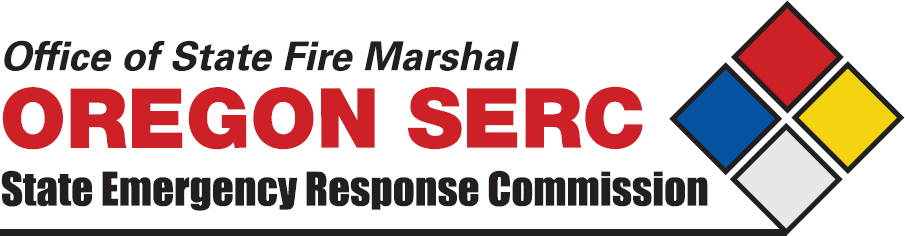 Office of State Fire Marshal
OREGON SERC
State Emergency Response Commission